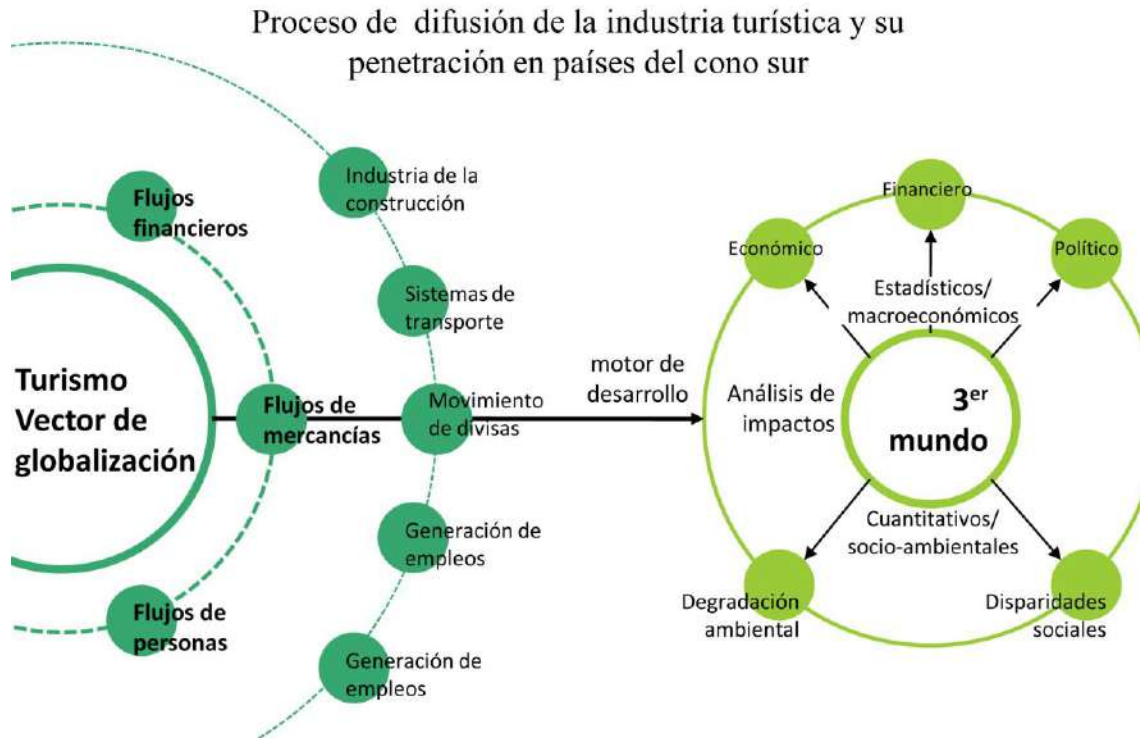 Proceso de difusión de la industria turística y su
penetración en países del cono sur
Flujos
financieros
Turismo
Vector de
globalización
Flujos de
mercancías
Flujos de
personas
Industria de la
construcción
Sistemas de
transporte
Movimiento
de divisas
Generación de
empleos
Generación de
empleos
motor de
desarrollo
Financiero
Económico
Político
Estadísticos/
macroeconómicos
Análisis de
impactos
3er
mundo
Cuantitativos/
socio-ambientales
Degradación
ambiental
Disparidades
sociales